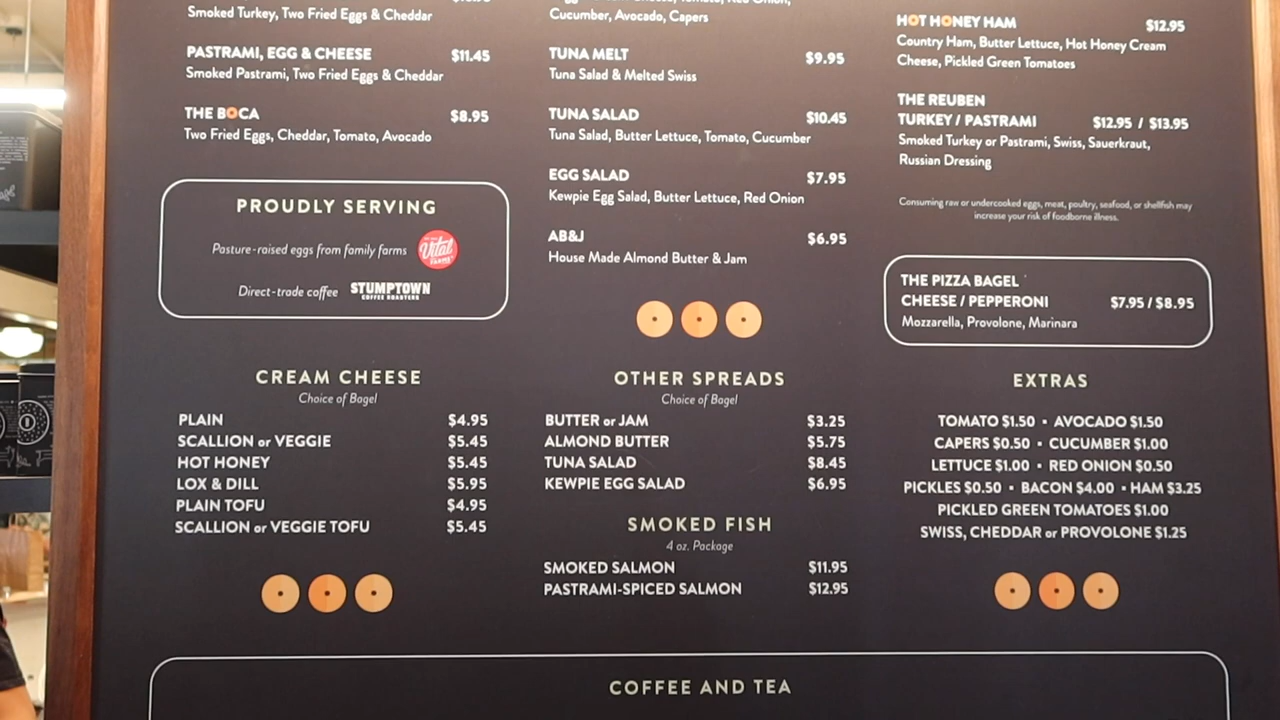 Smoked Turkey, Two Fried Eggs & Cheddar
PASTRAMI, EGG & CHEESE $11.45
Smoked Pastrami, Two Fried Eggs & Cheddar
THE BOCA $8.95
Two Fried Eggs, Cheddar, Tomato, Avocado
PROUDLY SERVING
Pasture-raised eggs from family farms Vital FARMS
Direct-trade coffee STUMPTOWN
COFFEE ROASTERS
CREAM CHEESE
Choice of Bagel
PLAIN $4.95
SCALLION or VEGGIE $5.45
HOT HONEY $5.45
LOX & DILL $5.95
PLAIN TOFU $4.95
SCALLION or VEGGIE TOFU $5.45
Cucumber, Avocado, Capers
TUNA MELT $9.95
Tuna Salad & Melted Swiss
TUNA SALAD $10.45
Tuna Salad, Butter Lettuce, Tomato, Cucumber
EGG SALAD $7.95
Kewpie Egg Salad, Butter Lettuce, Red Onion
AB&J $6.95
House Made Almond Butter & Jam
OTHER SPREADS
Choice of Bagel
BUTTER or JAM $3.25
ALMOND BUTTER $5.75
TUNA SALAD $8.45
KEWPIE EGG SALAD $6.95
SMOKED FISH
4 oz. Package
SMOKED SALMON $11.95
PASTRAMI-SPICED SALMON $12.95
HOT HONEY HAM $12.95
Country Ham, Butter Lettuce, Hot Honey Cream
Cheese, Pickled Green Tomatoes
THE REUBEN
TURKEY / PASTRAMI $12.95 / $13.95
Smoked Turkey or Pastrami, Swiss, Sauerkraut,
Russian Dressing
Consuming raw or undercooked eggs, meat, poultry, seafood, or shellfish may
increase your risk of foodborne illness.
THE PIZZA BAGEL
CHEESE / PEPPERONI $7.95 / $8.95
Mozzarella, Provolone, Marinara
EXTRAS
TOMATO $1.50 ▪ AVOCADO $1.50
CAPERS $0.50 ▪ CUCUMBER $1.00
LETTUCE $1.00 ▪ RED ONION $0.50
PICKLES $0.50 ▪ BACON $4.00 ▪ HAM $3.25
PICKLED GREEN TOMATOES $1.00
SWISS, CHEDDAR or PROVOLONE $1.25
COFFEE AND TEA